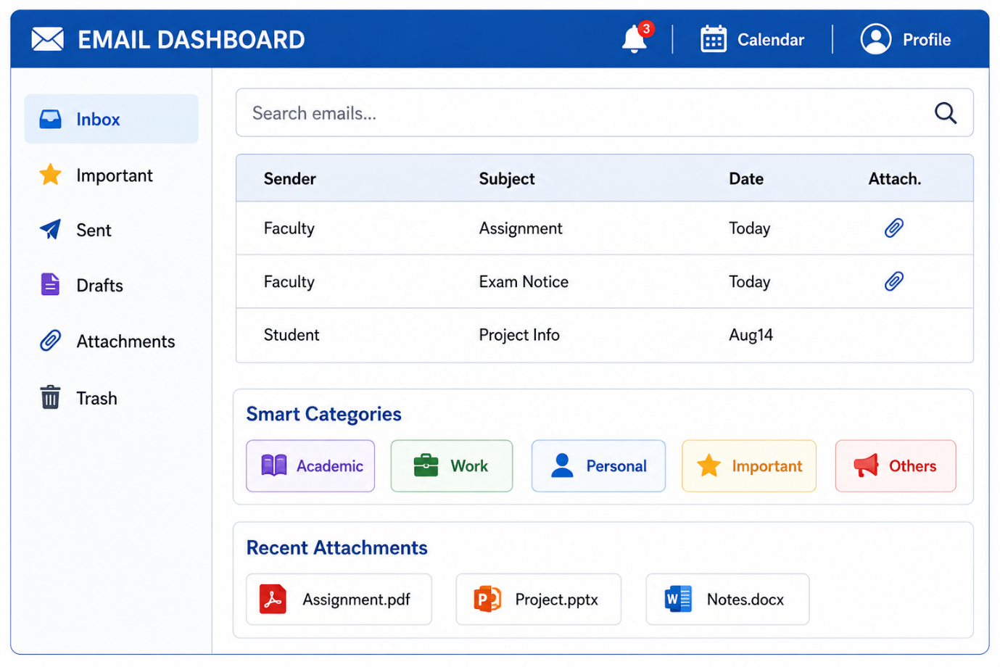 EMAIL DASHBOARD
3
Calendar
Profile
Inbox
Important
Sent
Drafts
Attachments
Trash
Search emails...
Sender Subject Date Attach.
Faculty Assignment Today
Faculty Exam Notice Today
Student Project Info Aug14
Smart Categories
Academic Work Personal Important Others
Recent Attachments
Assignment.pdf
P Project.pptx
W Notes.docx